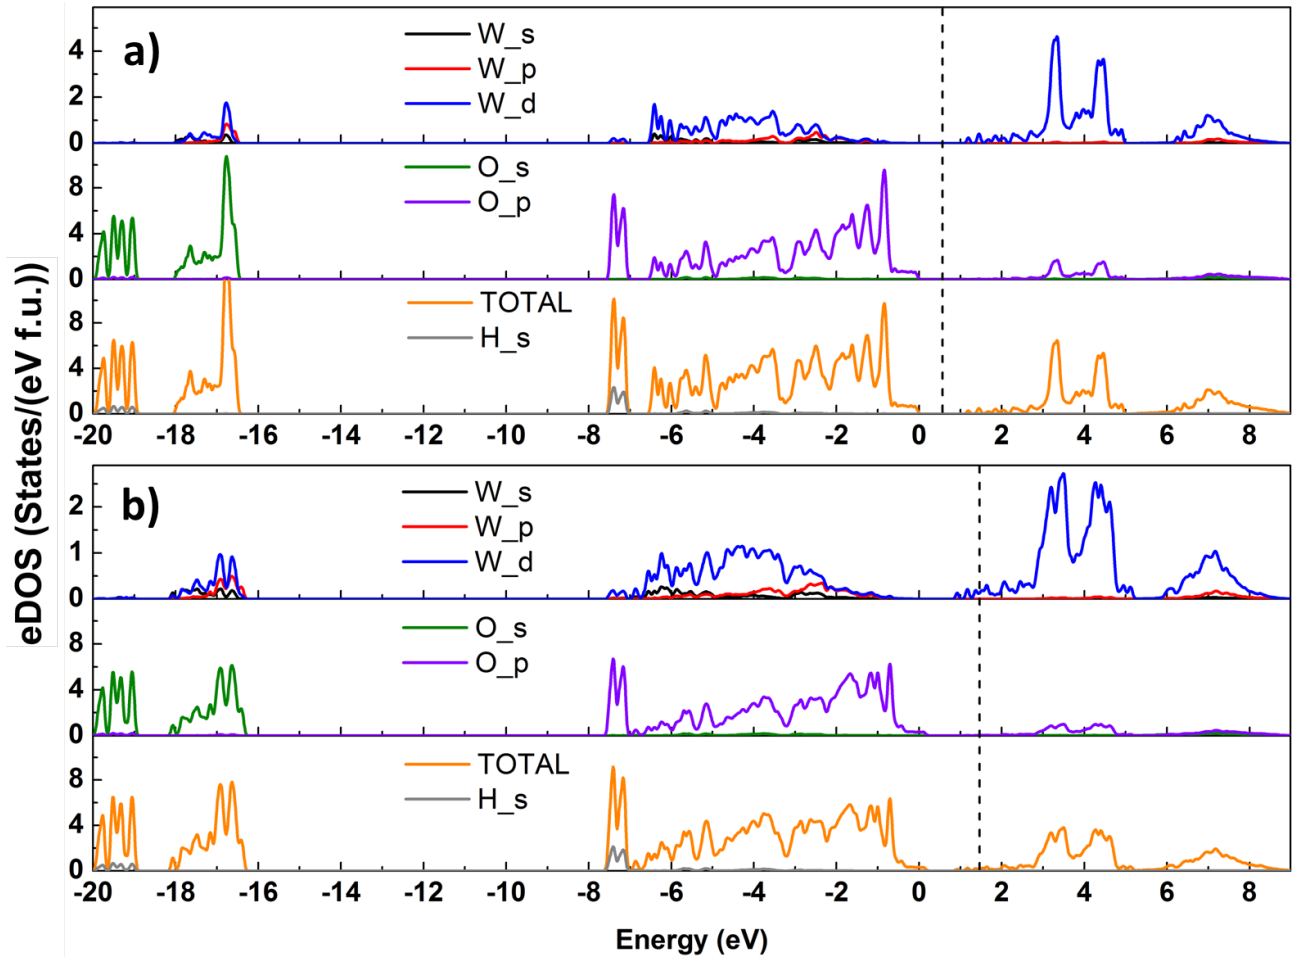 a)
W_s
W_p
W_d
4
2
0
O_s
O_p
8
4
0
TOTAL
H_s
8
4
0
-20 -18 -16 -14 -12 -10 -8 -6 -4 -2 0 2 4 6 8
eDOS (States/(eV f.u.))
b)
W_s
W_p
W_d
2
1
0
O_s
O_p
8
4
0
TOTAL
H_s
8
4
0
-20 -18 -16 -14 -12 -10 -8 -6 -4 -2 0 2 4 6 8
Energy (eV)